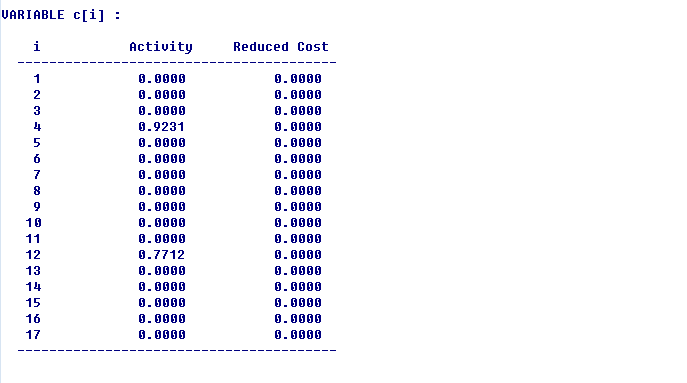 VARIABLE c[i] :
i Activity Reduced Cost
----------------------------------------
1 0.0000 0.0000
2 0.0000 0.0000
3 0.0000 0.0000
4 0.9231 0.0000
5 0.0000 0.0000
6 0.0000 0.0000
7 0.0000 0.0000
8 0.0000 0.0000
9 0.0000 0.0000
10 0.0000 0.0000
11 0.0000 0.0000
12 0.7712 0.0000
13 0.0000 0.0000
14 0.0000 0.0000
15 0.0000 0.0000
16 0.0000 0.0000
17 0.0000 0.0000
----------------------------------------